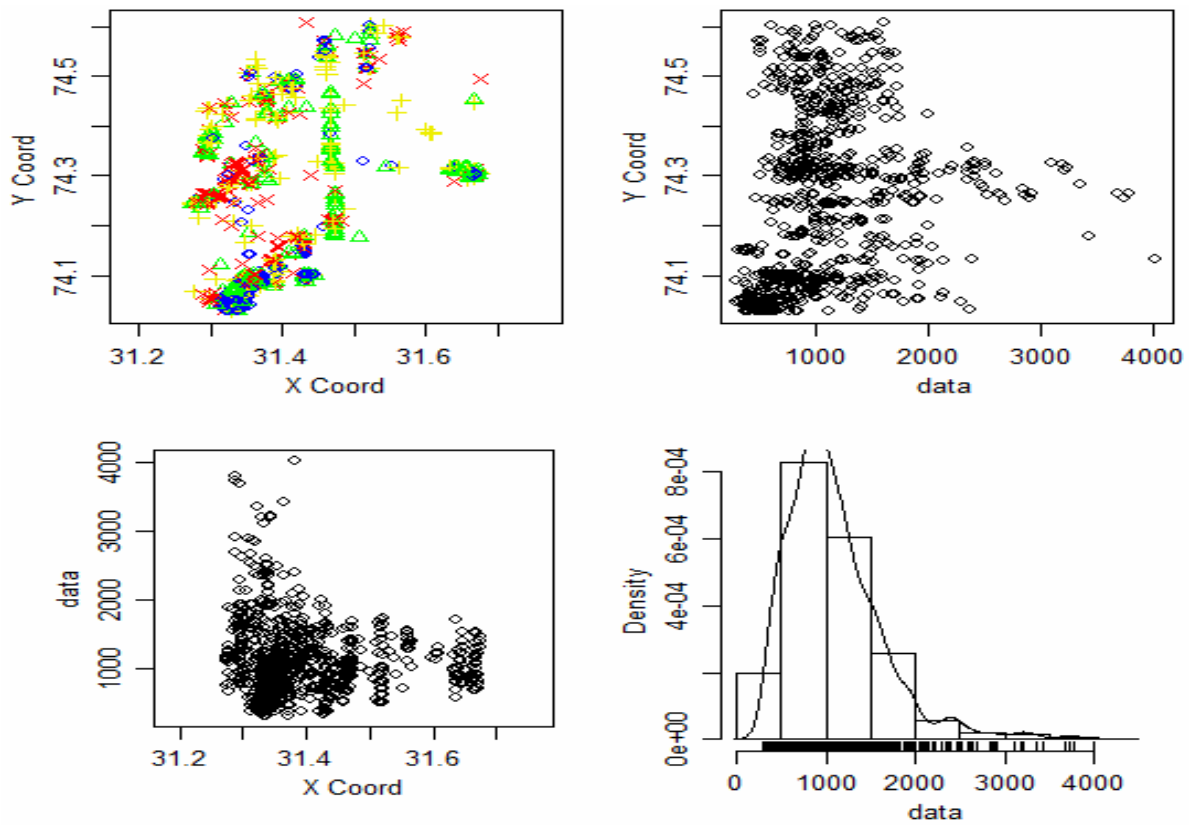 74.5
74.3
74.1
Y Coord
31.2 31.4 31.6
X Coord
74.5
74.3
74.1
Y Coord
1000 2000 3000 4000
data
4000
3000
2000
1000
data
31.2 31.4 31.6
X Coord
8e-04
6e-04
4e-04
0e+00
Density
0 1000 2000 3000 4000
data